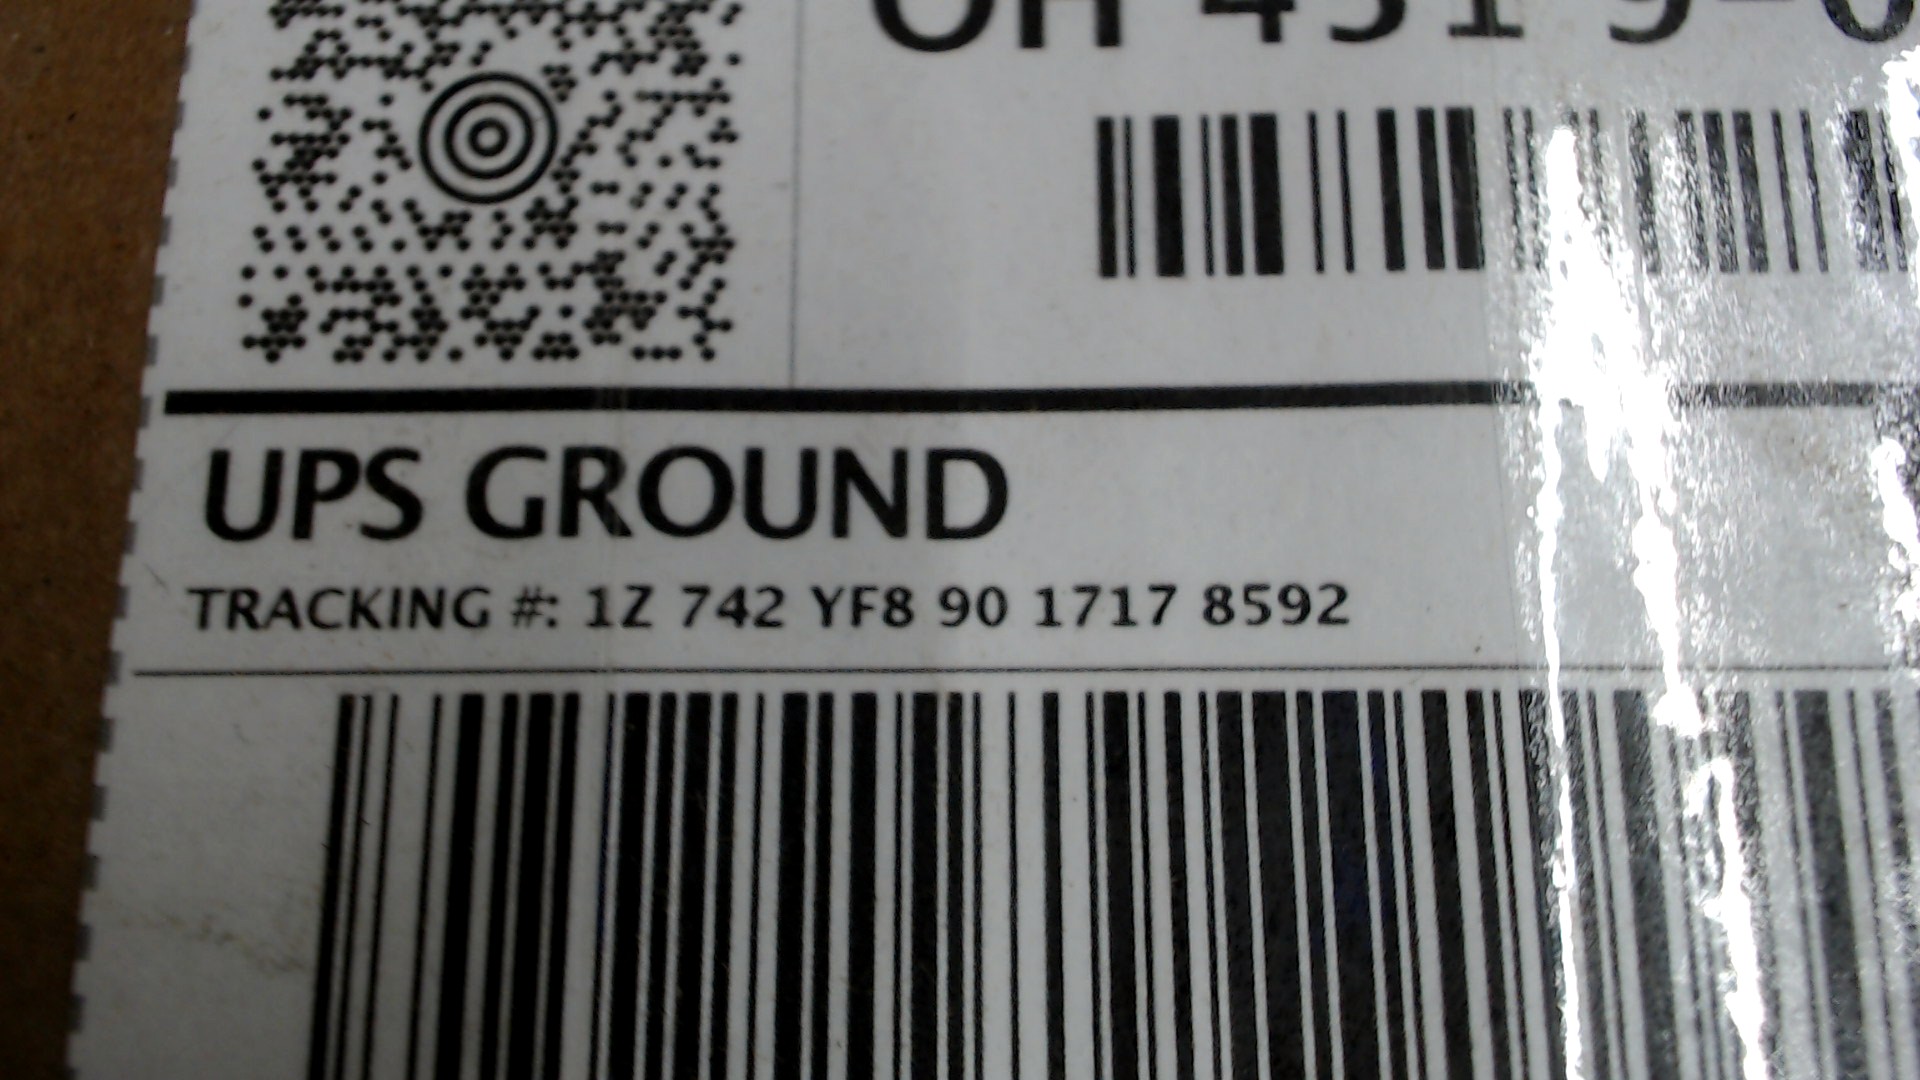 UPS GROUND
TRACKING #: 1Z 742 YF8 90 1717 8592